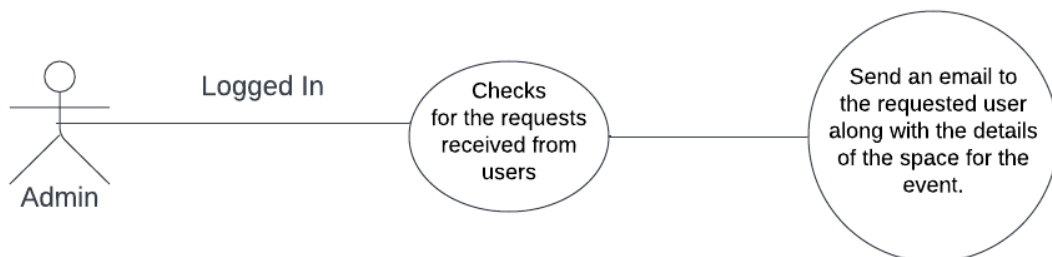 Logged In
Admin
Checks
for the requests
received from
users
Send an email to
the requested user
along with the details
of the space for the
event.